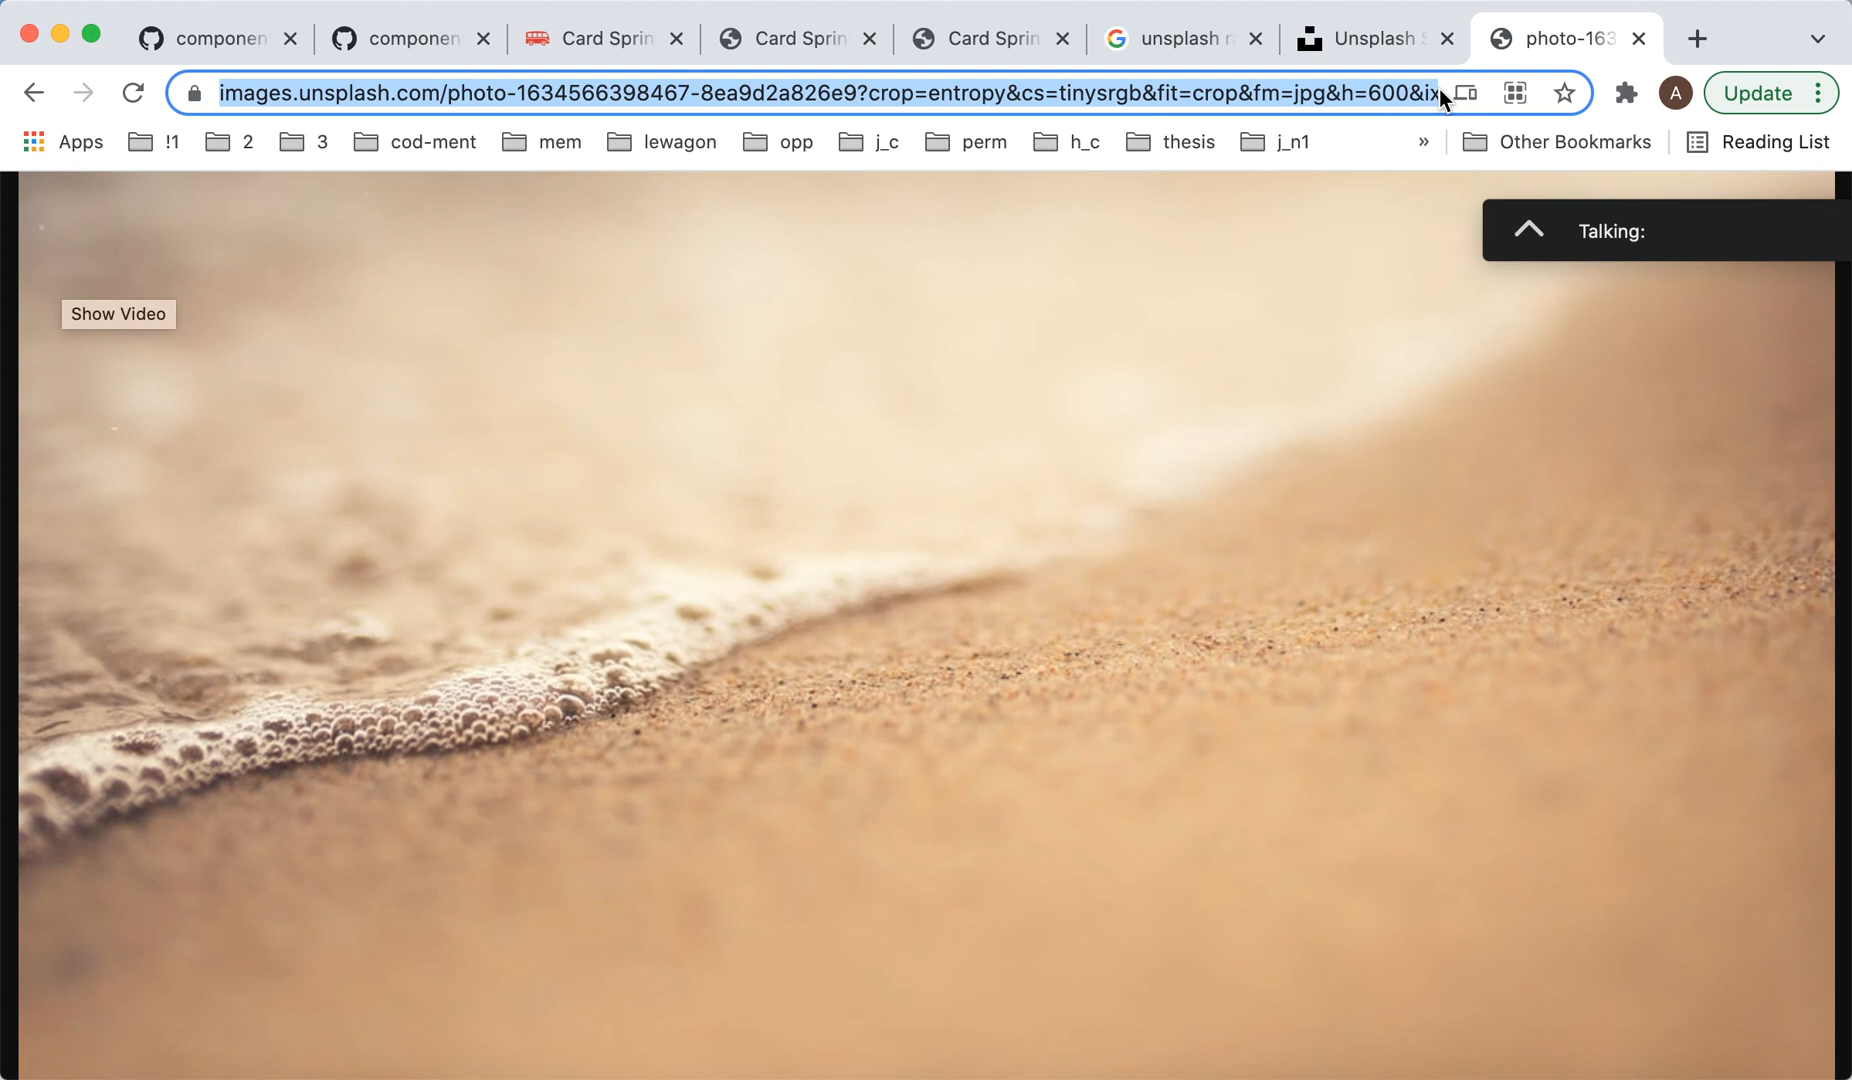 componen componen Card Sprin Card Sprin Card Sprin unsplash r Unsplash S photo-163
images.unsplash.com/photo-1634566398467-8ea9d2a826e9?crop=entropy&cs=tinysrgb&fit=crop&fm=jpg&h=600&ix A Update
Apps !1 2 3 cod-ment mem lewagon opp j_c perm h_c thesis j_n1 » Other Bookmarks Reading List
Talking:
Show Video